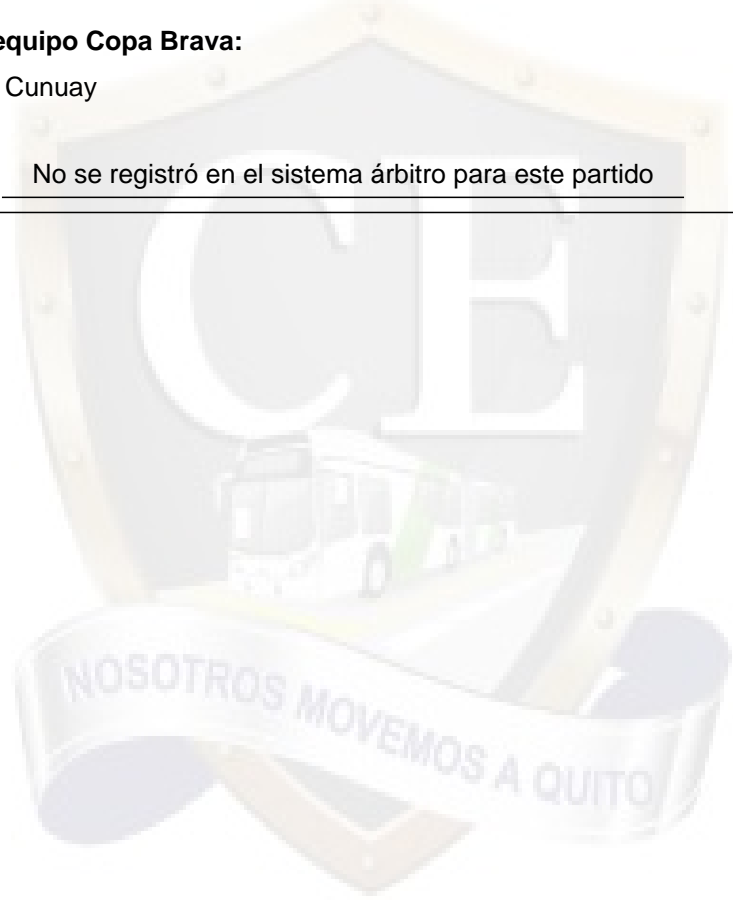 equipo Copa Brava:
Cunuay
No se registró en el sistema árbitro para este partido
CE
NOSOTROS MOVEMOS A QUITO